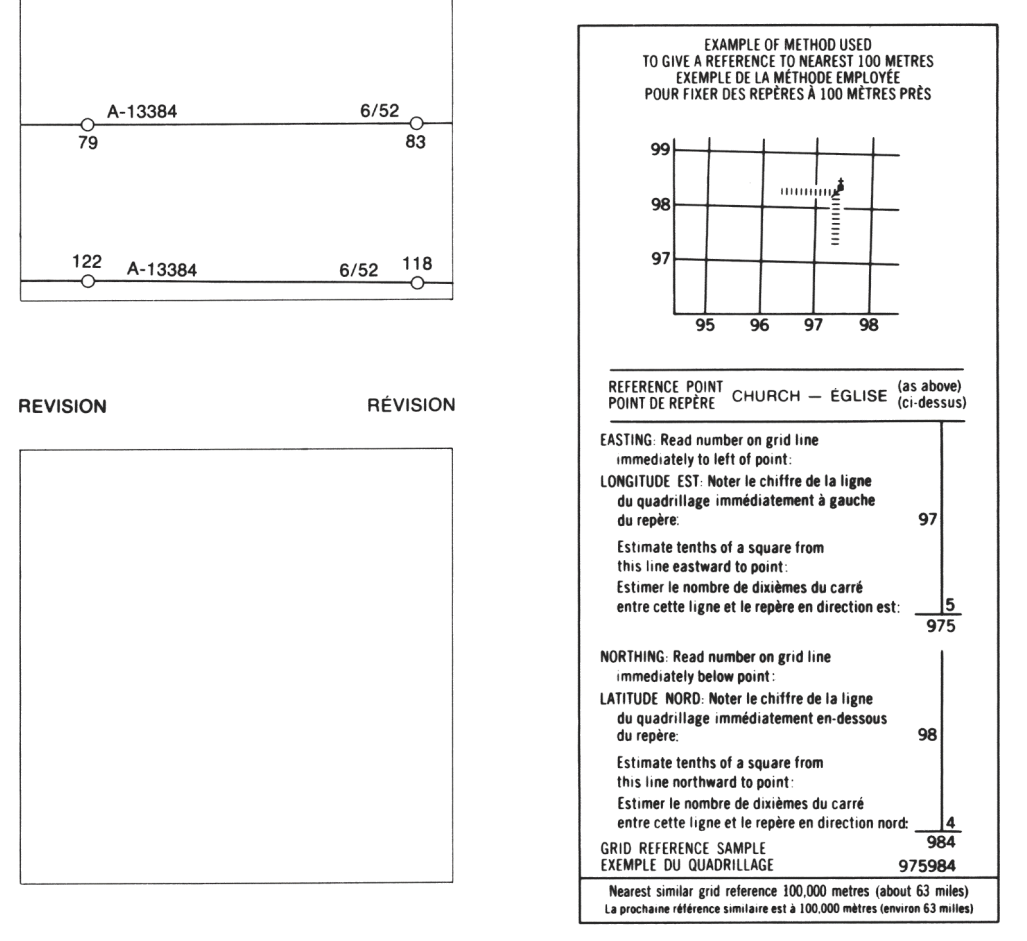 A-13384 6/52
79 83
122 A-13384 6/52 118
REVISION RÉVISION
EXAMPLE OF METHOD USED
TO GIVE A REFERENCE TO NEAREST 100 METRES
EXEMPLE DE LA MÉTHODE EMPLOYÉE
POUR FIXER DES REPÈRES À 100 MÈTRES PRÈS
99
98
97
95 96 97 98
REFERENCE POINT CHURCH — ÉGLISE (as above)
POINT DE REPÈRE (ci-dessus)
EASTING: Read number on grid line
immediately to left of point:
LONGITUDE EST: Noter le chiffre de la ligne
du quadrillage immédiatement à gauche
du repère: 97
Estimate tenths of a square from
this line eastward to point:
Estimer le nombre de dixièmes du carré
entre cette ligne et le repère en direction est: 5
975
NORTHING: Read number on grid line
immediately below point:
LATITUDE NORD: Noter le chiffre de la ligne
du quadrillage immédiatement en-dessous
du repère: 98
Estimate tenths of a square from
this line northward to point:
Estimer le nombre de dixièmes du carré
entre cette ligne et le repère en direction nord: 4
984
GRID REFERENCE SAMPLE
EXEMPLE DU QUADRILLAGE 975984
Nearest similar grid reference 100,000 metres (about 63 miles)
La prochaine référence similaire est à 100,000 mètres (environ 63 milles)